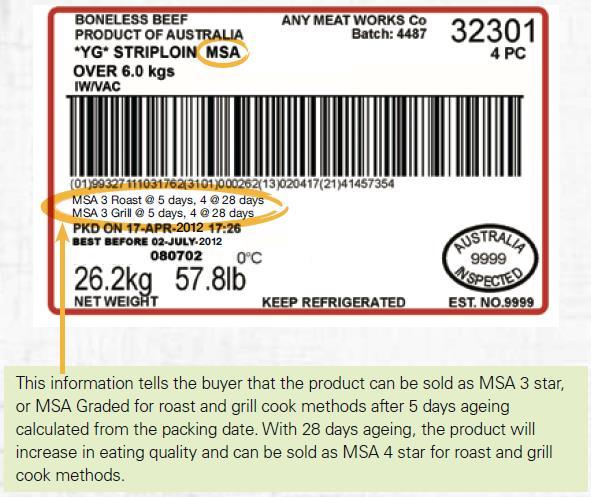 BONELESS BEEF
PRODUCT OF AUSTRALIA
*YG* STRIPLOIN MSA
OVER 6.0 kgs
IW/VAC
ANY MEAT WORKS Co
Batch: 4487
32301
4 PC
(01)99327111031762(3101)000262(13)020417(21)41457354
MSA 3 Roast @ 5 days, 4 @ 28 days
MSA 3 Grill @ 5 days, 4 @ 28 days
PKD ON 17-APR-2012 17:26
BEST BEFORE 02-JULY-2012
080702 0°C
26.2kg 57.8lb
NET WEIGHT
KEEP REFRIGERATED
AUSTRALIA
9999
INSPECTED
EST. NO.9999
This information tells the buyer that the product can be sold as MSA 3 star,
or MSA Graded for roast and grill cook methods after 5 days ageing
calculated from the packing date. With 28 days ageing, the product will
increase in eating quality and can be sold as MSA 4 star for roast and grill
cook methods.